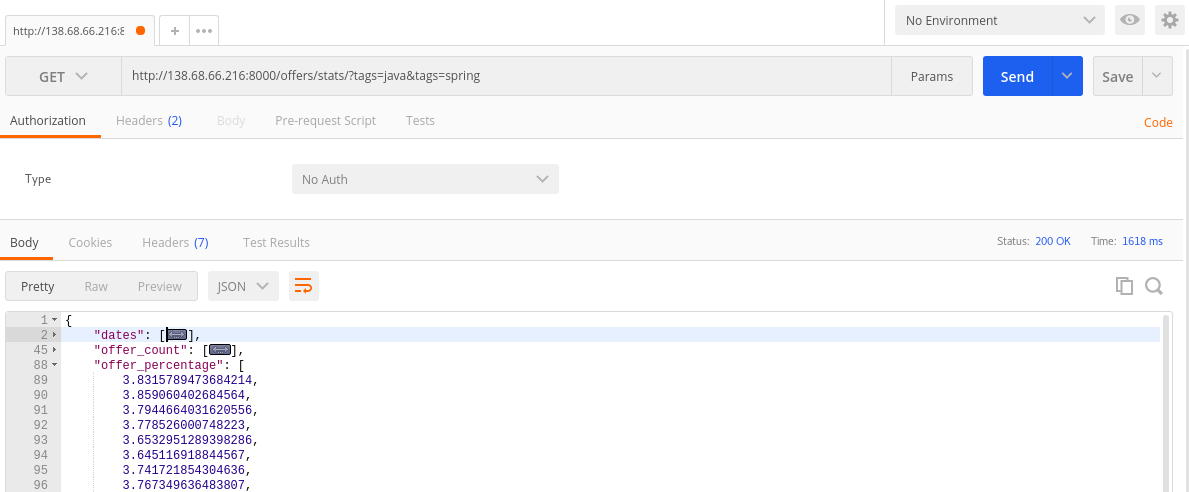 http://138.68.66.216:8 + ••• No Environment
GET http://138.68.66.216:8000/offers/stats/?tags=java&tags=spring Params Send Save
Authorization Headers (2) Body Pre-request Script Tests Code
Type No Auth
Body Cookies Headers (7) Test Results Status: 200 OK Time: 1618 ms
Pretty Raw Preview JSON
1 {
2 "dates": [↔],
45 "offer_count": [↔],
88 "offer_percentage": [
89 3.8315789473684214,
90 3.859060402684564,
91 3.7944664031620556,
92 3.778526000748223,
93 3.6532951289398286,
94 3.645116918844567,
95 3.741721854304636,
96 3.767349636483807,